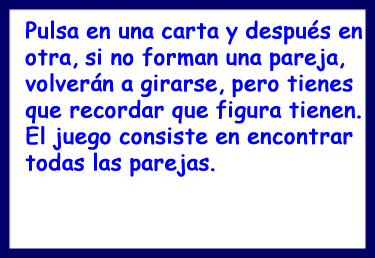 Pulsa en una carta y después en
otra, si no forman una pareja,
volverán a girarse, pero tienes
que recordar que figura tienen.
El juego consiste en encontrar
todas las parejas.